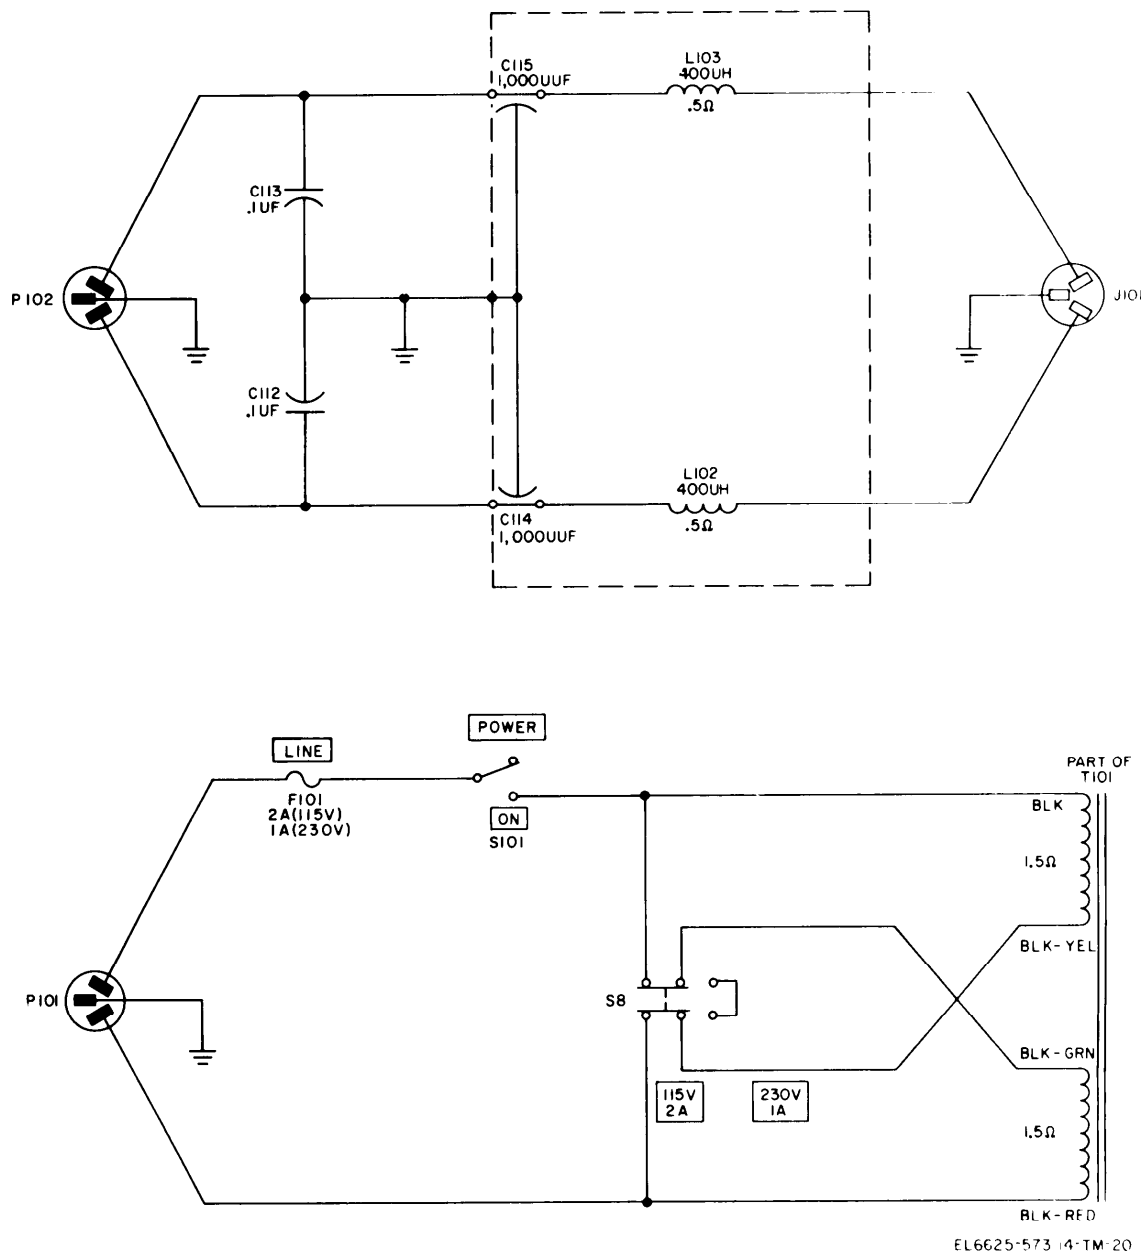 C115
1,000UUF
L103
400UH
.5Ω
C113
.1UF
P102
C112
.1UF
L102
400UH
.5Ω
C114
1,000UUF
POWER
LINE
F101
2A(115V)
1A(230V)
ON
S101
PART OF
T101
BLK
1.5Ω
BLK-YEL
P101
S8
BLK-GRN
115V
2A
230V
1A
1.5Ω
BLK-RED
EL6625-573 14-TM-20